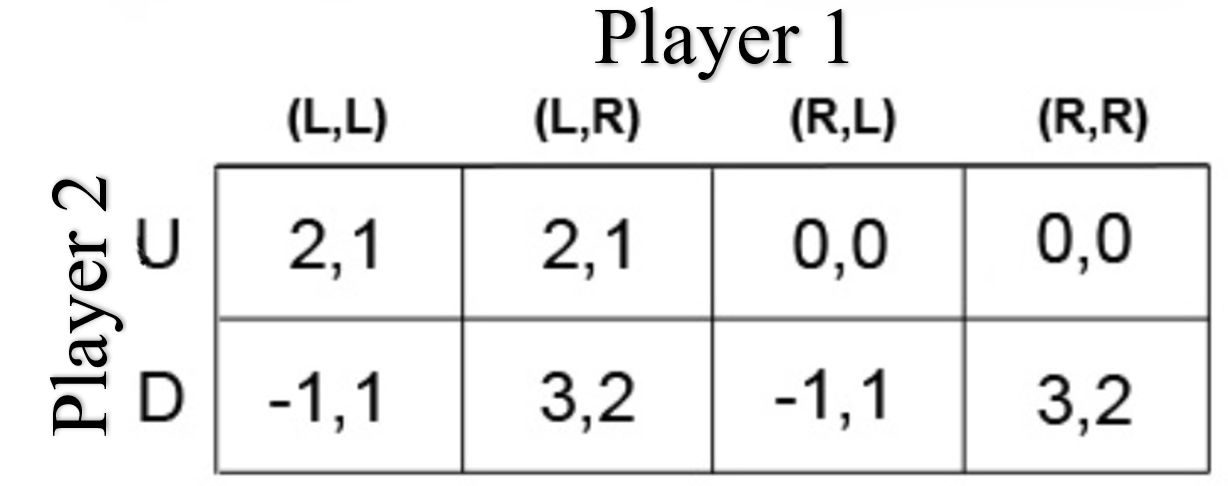 Player 1
(L,L) (L,R) (R,L) (R,R)
Player 2
U 2,1 2,1 0,0 0,0
D -1,1 3,2 -1,1 3,2